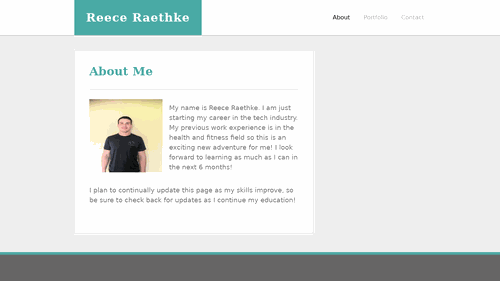 Reece Raethke
About Portfolio Contact
About Me
My name is Reece Raethke. I am just
starting my career in the tech industry.
My previous work experience is in the
health and fitness field so this is an
exciting new adventure for me! I look
forward to learning as much as I can in
the next 6 months!
I plan to continually update this page as my skills improve, so
be sure to check back for updates as I continue my education!